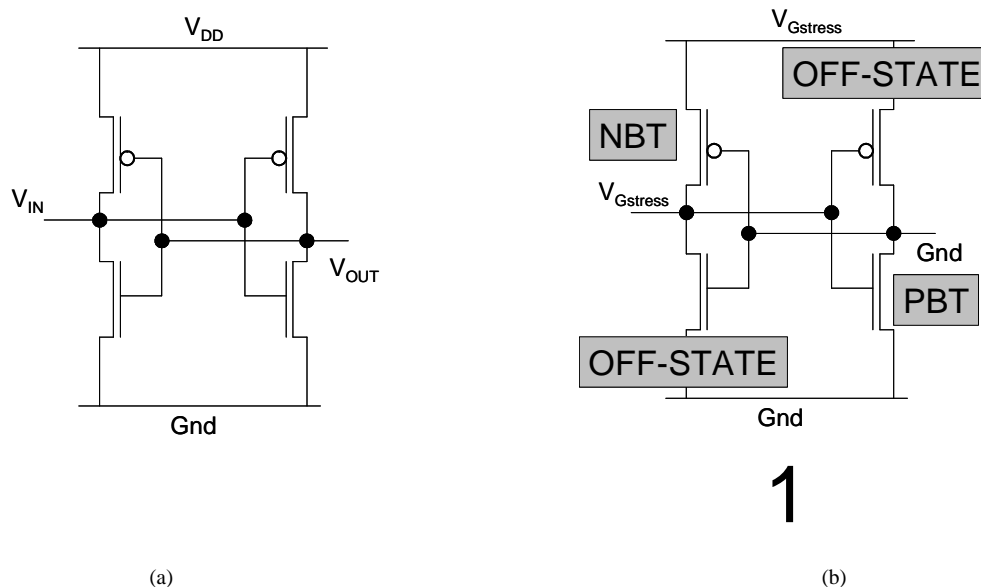 V_DD
V_IN
V_OUT
Gnd
(a)
V_Gstress
OFF-STATE
NBT
V_Gstress
Gnd
PBT
OFF-STATE
Gnd
1
(b)